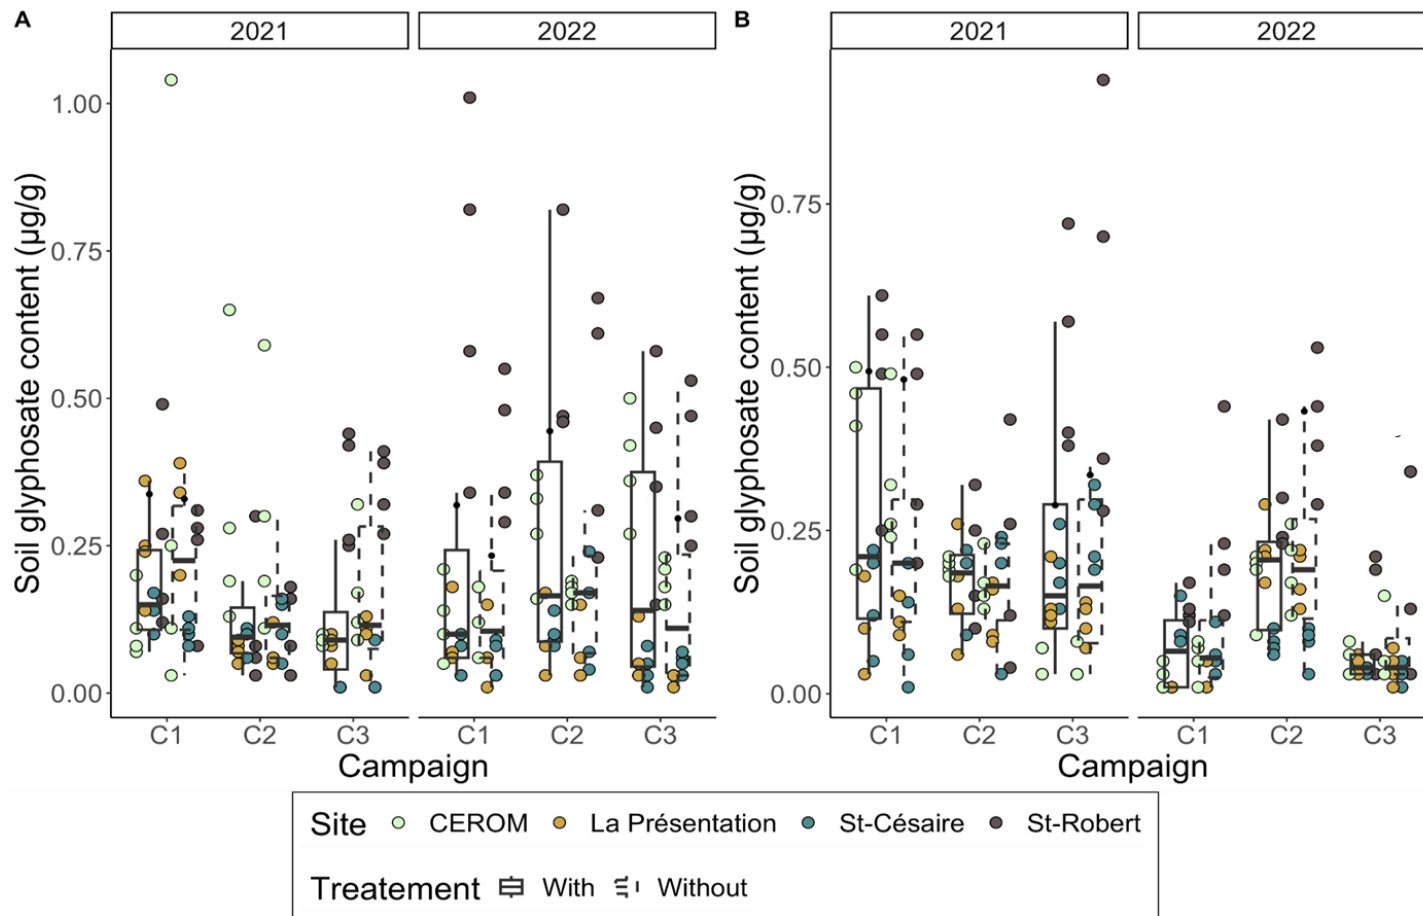 A
2021
2022
Soil glyphosate content (µg/g)
1.00
0.75
0.50
0.25
0.00
C1
C2
C3
C1
C2
C3
Campaign
B
2021
2022
Soil glyphosate content (µg/g)
0.75
0.50
0.25
0.00
C1
C2
C3
C1
C2
C3
Campaign
Site CEROM La Présentation St-Césaire St-Robert
Treatement With Without